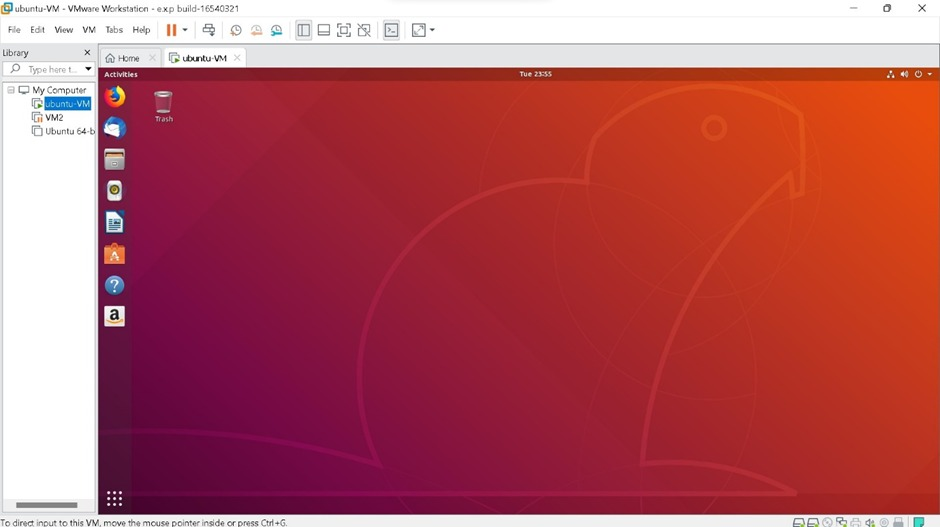 ubuntu-VM - VMware Workstation - e.x.p build-16540321
File Edit View VM Tabs Help
Library
Type here t...
Home
ubuntu-VM
My Computer
ubuntu-VM
VM2
Ubuntu 64-b
Activities
Tue 23:55
Trash
a
?
To direct input to this VM, move the mouse pointer inside or press Ctrl+G.